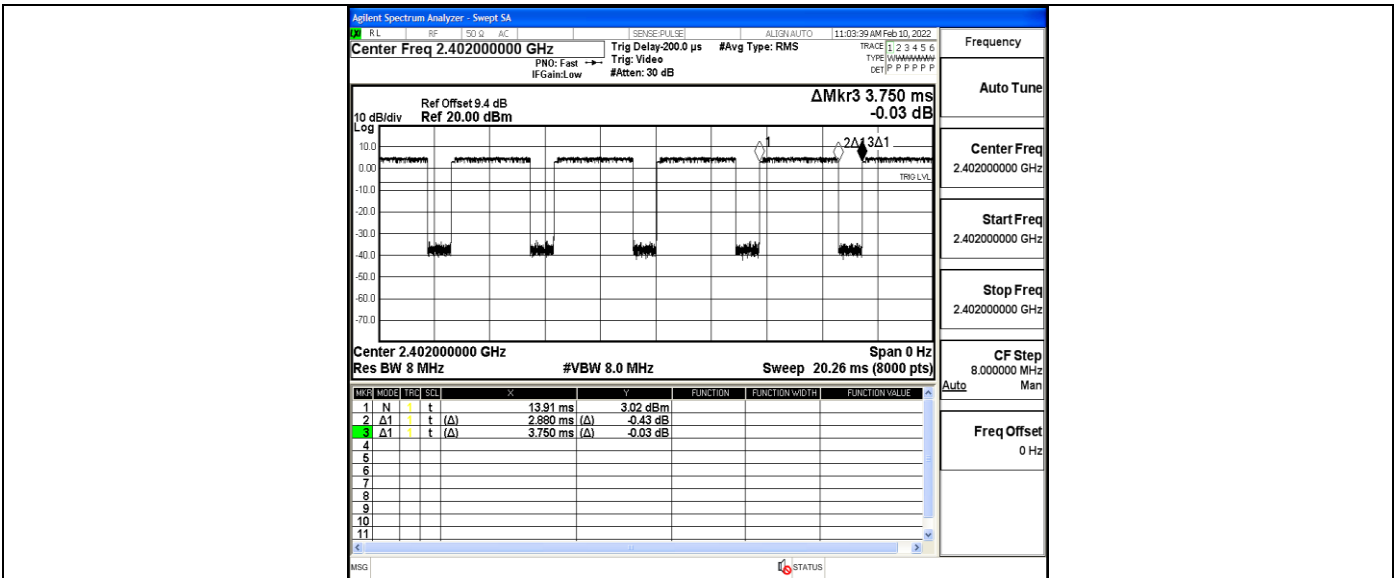 Agilent Spectrum Analyzer - Swept SA
RL RF 50 Ω AC SENSE:PULSE ALIGN AUTO 11:03:39 AM Feb 10, 2022
Center Freq 2.402000000 GHz
PNO: Fast
IFGain:Low
Trig Delay-200.0 µs
Trig: Video
#Atten: 30 dB
#Avg Type: RMS
TRACE 1 2 3 4 5 6
TYPE
DET P P P P P P
Frequency
Auto Tune
ΔMkr3 3.750 ms
-0.03 dB
Ref Offset 9.4 dB
10 dB/div Ref 20.00 dBm
Log
1 2Δ1 3Δ1
10.0
0.00
TRIG LVL
-10.0
-20.0
-30.0
-40.0
-50.0
-60.0
-70.0
Center 2.402000000 GHz Span 0 Hz
Res BW 8 MHz #VBW 8.0 MHz Sweep 20.26 ms (8000 pts)
Center Freq
2.402000000 GHz
Start Freq
2.402000000 GHz
Stop Freq
2.402000000 GHz
CF Step
8.000000 MHz
Auto Man
Freq Offset
0 Hz
MKR MODE TRC SCL X Y FUNCTION FUNCTION WIDTH FUNCTION VALUE
1 N 1 t 13.91 ms 3.02 dBm
2 Δ1 1 t (Δ) 2.880 ms (Δ) -0.43 dB
3 Δ1 1 t (Δ) 3.750 ms (Δ) -0.03 dB
4
5
6
7
8
9
10
11
MSG STATUS